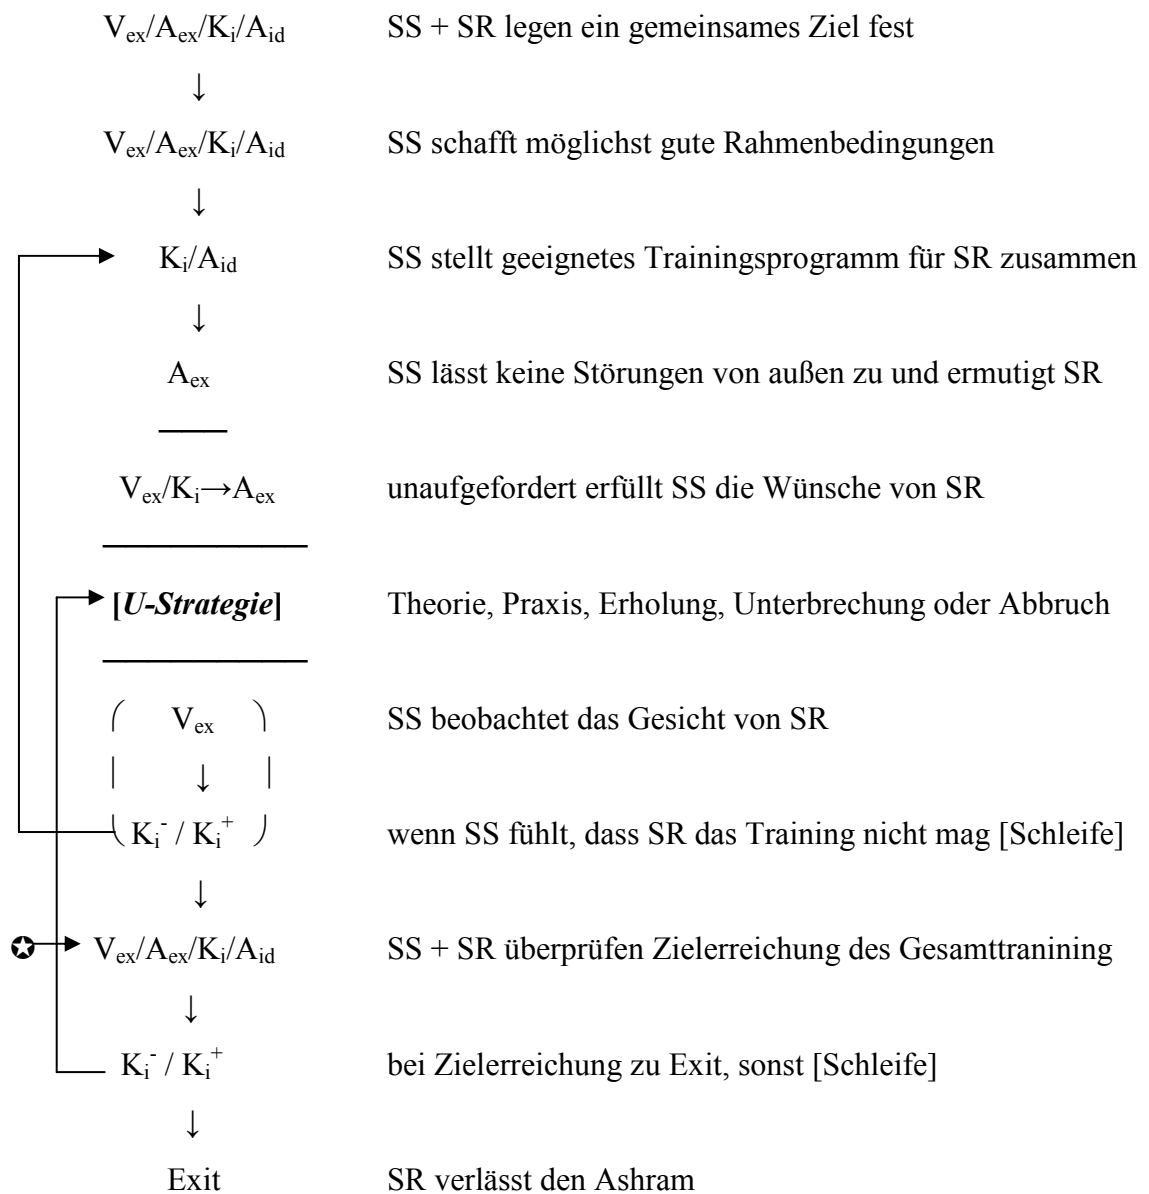 V_ex/A_ex/K_i/A_id SS + SR legen ein gemeinsames Ziel fest
↓
V_ex/A_ex/K_i/A_id SS schafft möglichst gute Rahmenbedingungen
↓
K_i/A_id SS stellt geeignetes Trainingsprogramm für SR zusammen
↓
A_ex SS lässt keine Störungen von außen zu und ermutigt SR
V_ex/K_i→A_ex unaufgefordert erfüllt SS die Wünsche von SR
[U-Strategie] Theorie, Praxis, Erholung, Unterbrechung oder Abbruch
V_ex SS beobachtet das Gesicht von SR
↓
K_i^- / K_i^+ wenn SS fühlt, dass SR das Training nicht mag [Schleife]
↓
✪ V_ex/A_ex/K_i/A_id SS + SR überprüfen Zielerreichung des Gesamttranining
↓
K_i^- / K_i^+ bei Zielerreichung zu Exit, sonst [Schleife]
↓
Exit SR verlässt den Ashram